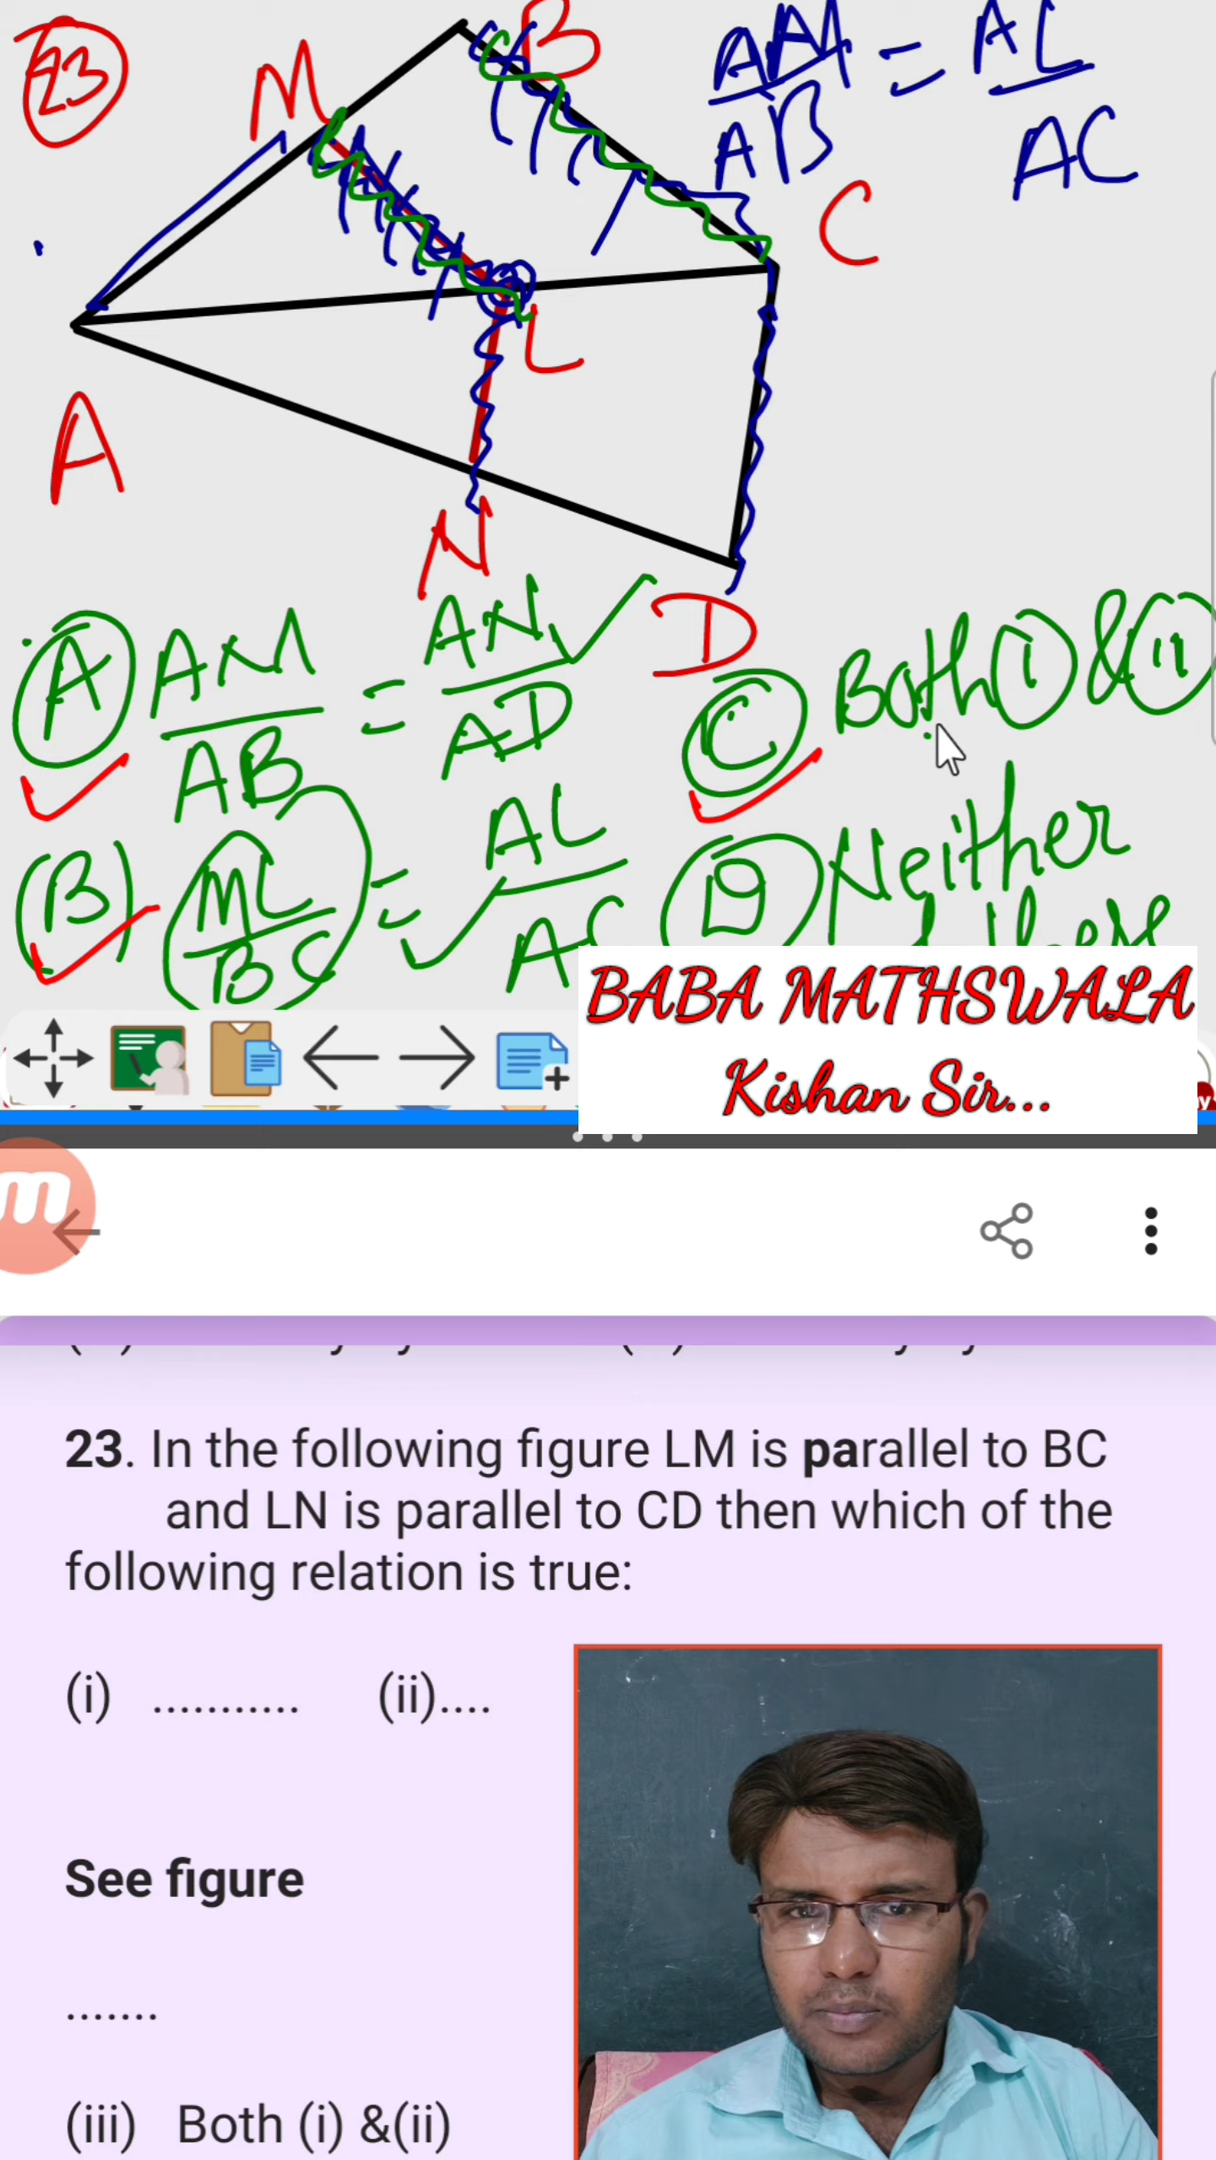 23
M
B
AM/AB = AL/AC
C
L
A
N
D
(A) AM/AB = AN/AD
(C) Both (i) & (ii)
(B) ML/BC = AL/AC
(D) Neither
these
BABA MATHSWALA
Kishan Sir...
m
23. In the following figure LM is parallel to BC
and LN is parallel to CD then which of the
following relation is true:
(i) ........... (ii)....
See figure
.......
(iii) Both (i) &(ii)